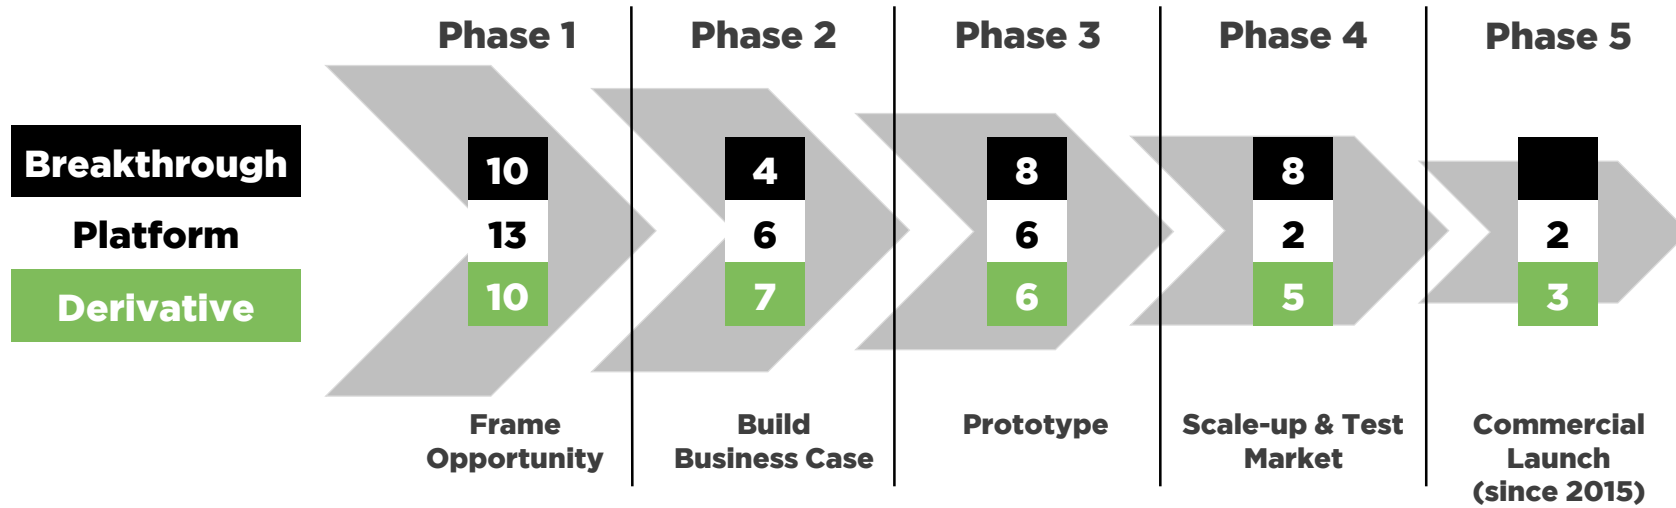 Phase 1 Phase 2 Phase 3 Phase 4 Phase 5
Breakthrough 10 4 8 8
Platform 13 6 6 2 2
Derivative 10 7 6 5 3
Frame
Opportunity
Build
Business Case
Prototype
Scale-up & Test
Market
Commercial
Launch
(since 2015)